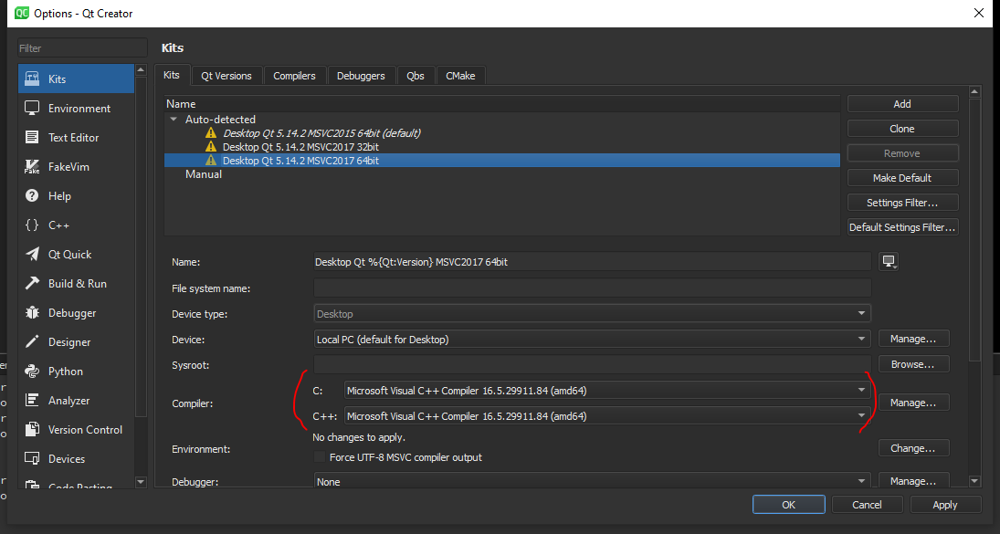 QC Options - Qt Creator
Filter
Kits
Kits
Environment
Text Editor
Fake
FakeVim
Help
C++
Qt Quick
Build & Run
Debugger
Designer
Python
Analyzer
Version Control
Devices
Code Pasting
Kits Qt Versions Compilers Debuggers Qbs CMake
Name
Auto-detected
Desktop Qt 5.14.2 MSVC2015 64bit (default)
Desktop Qt 5.14.2 MSVC2017 32bit
Desktop Qt 5.14.2 MSVC2017 64bit
Manual
Add
Clone
Remove
Make Default
Settings Filter...
Default Settings Filter...
Name: Desktop Qt %{Qt:Version} MSVC2017 64bit
File system name:
Device type: Desktop
Device: Local PC (default for Desktop) Manage...
Sysroot: Browse...
Compiler: C: Microsoft Visual C++ Compiler 16.5.29911.84 (amd64)
C++: Microsoft Visual C++ Compiler 16.5.29911.84 (amd64)
Manage...
No changes to apply.
Environment: Change...
Force UTF-8 MSVC compiler output
Debugger: None Manage...
OK Cancel Apply